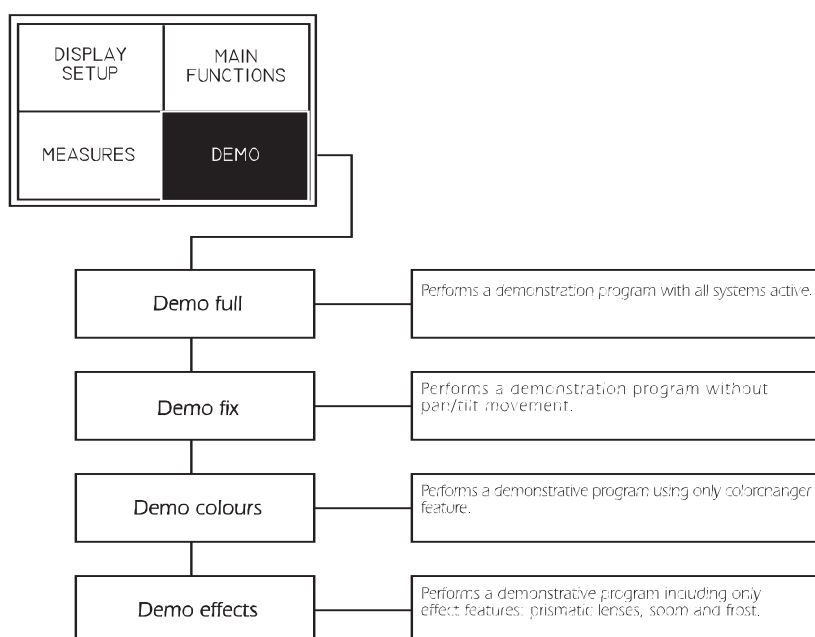 DISPLAY
SETUP
MAIN
FUNCTIONS
MEASURES
DEMO
Demo full
Performs a demonstration program with all systems active.
Demo fix
Performs a demonstration program without
pan/tilt movement.
Demo colours
Performs a demonstrative program using only colorchanger
feature.
Demo effects
Performs a demonstrative program including only
effect features: prismatic lenses, soom and frost.